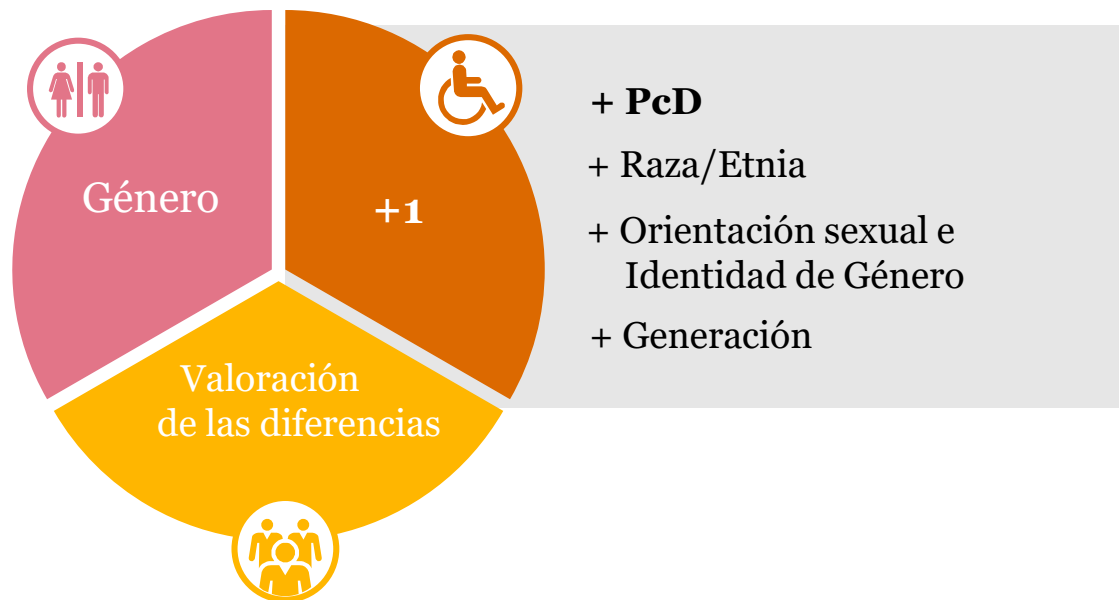 Género
+1
Valoración
de las diferencias
+ PcD
+ Raza/Etnia
+ Orientación sexual e
Identidad de Género
+ Generación